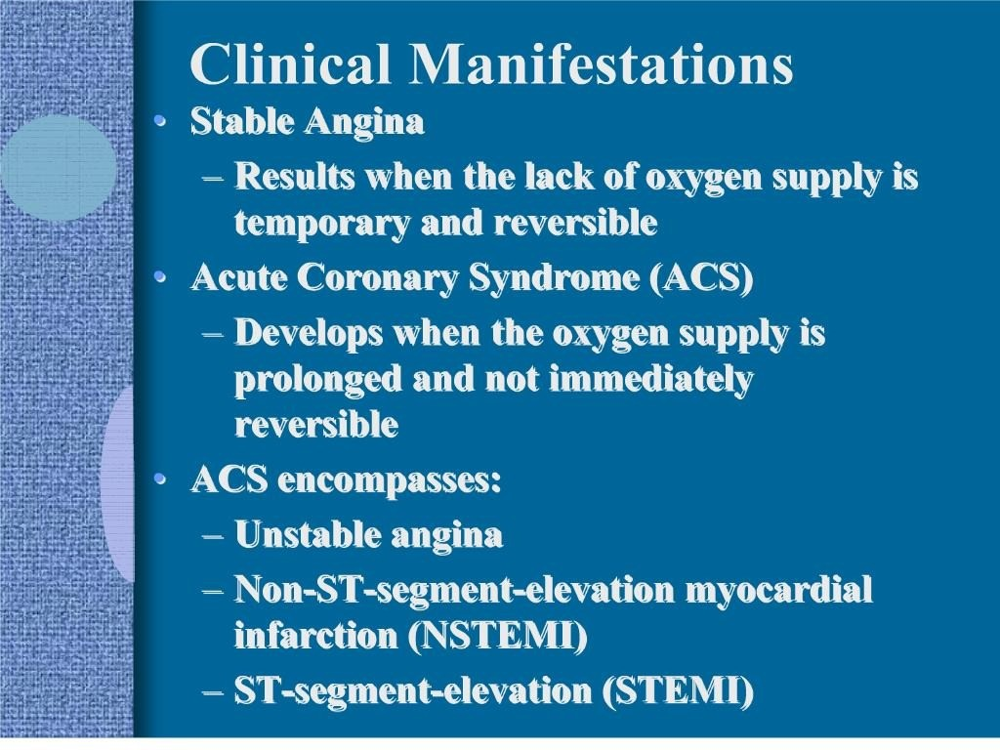 Clinical Manifestations
• Stable Angina
– Results when the lack of oxygen supply is
temporary and reversible
• Acute Coronary Syndrome (ACS)
– Develops when the oxygen supply is
prolonged and not immediately
reversible
• ACS encompasses:
– Unstable angina
– Non-ST-segment-elevation myocardial
infarction (NSTEMI)
– ST-segment-elevation (STEMI)